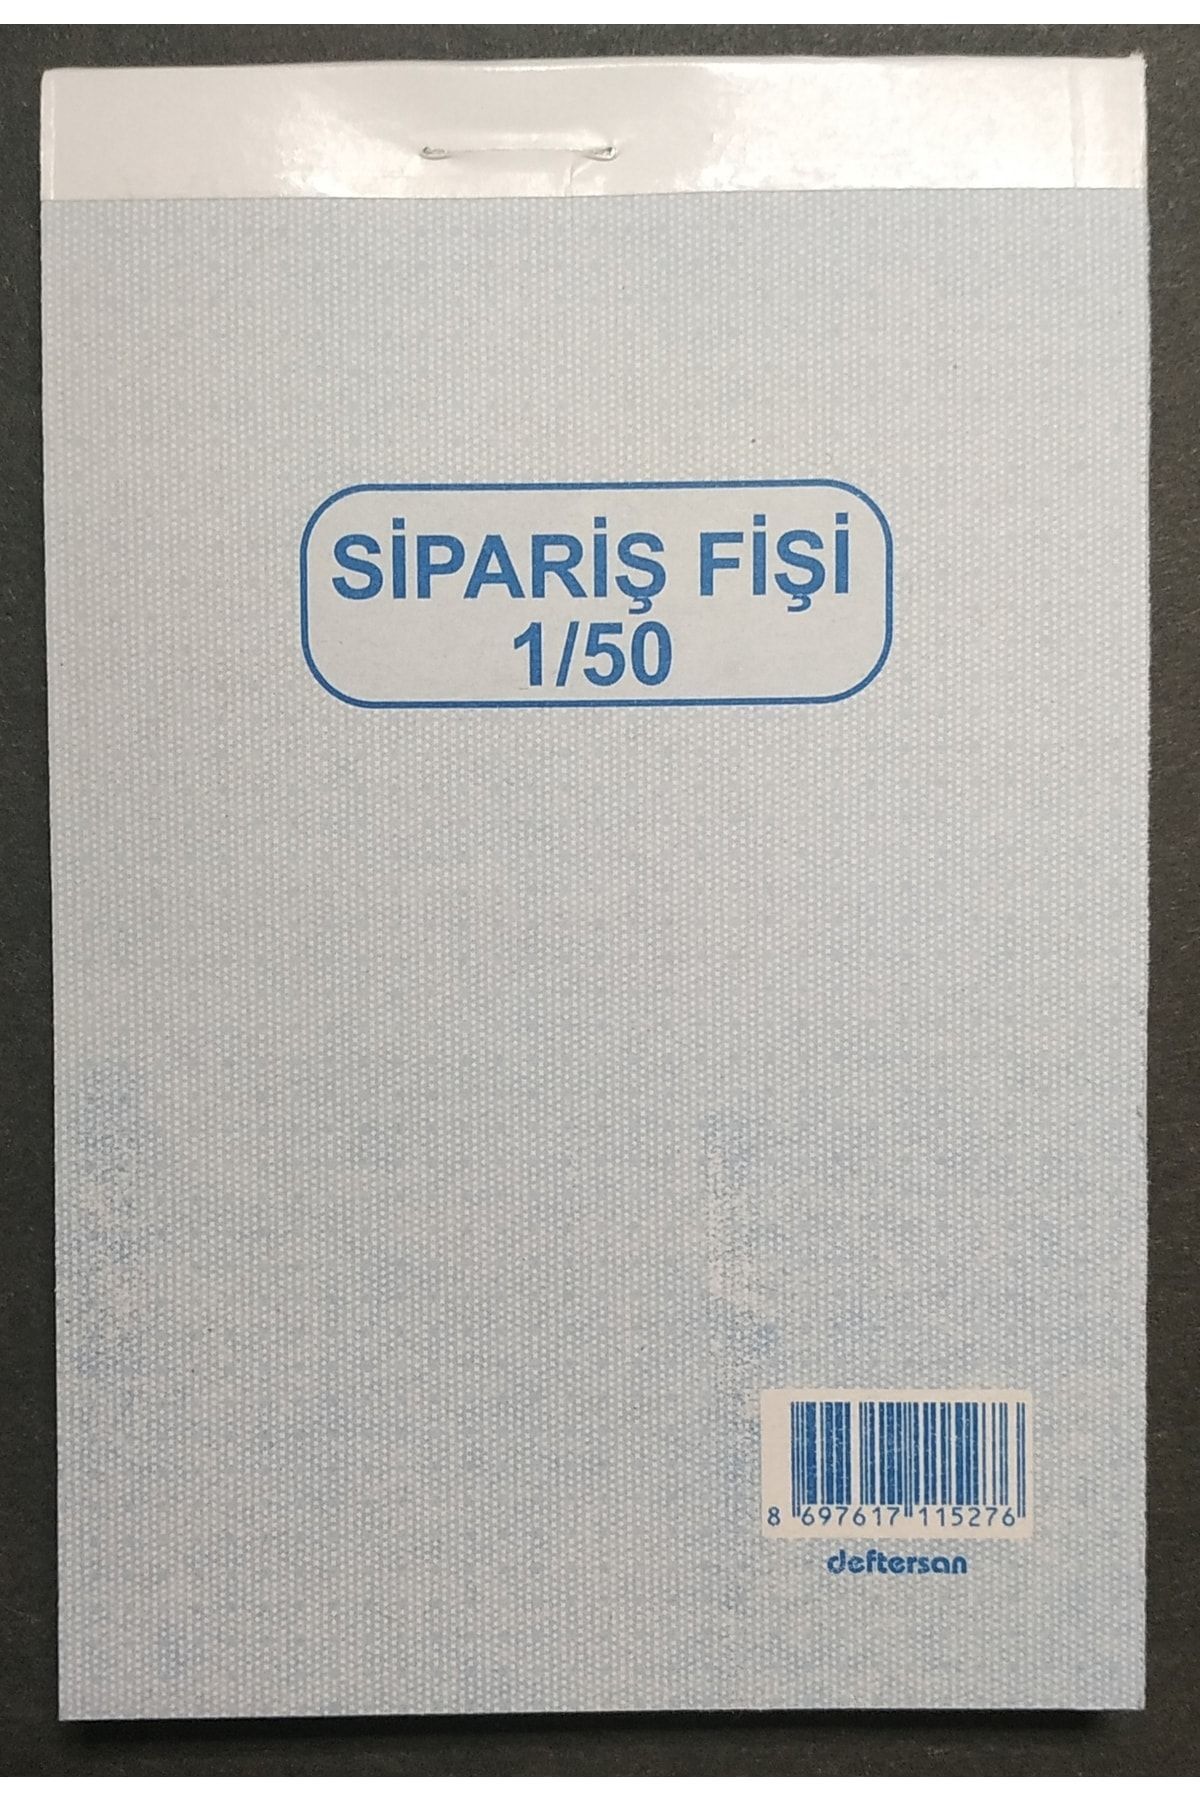 SİPARİŞ FİŞİ
1/50
8 697617 115276
deftersan